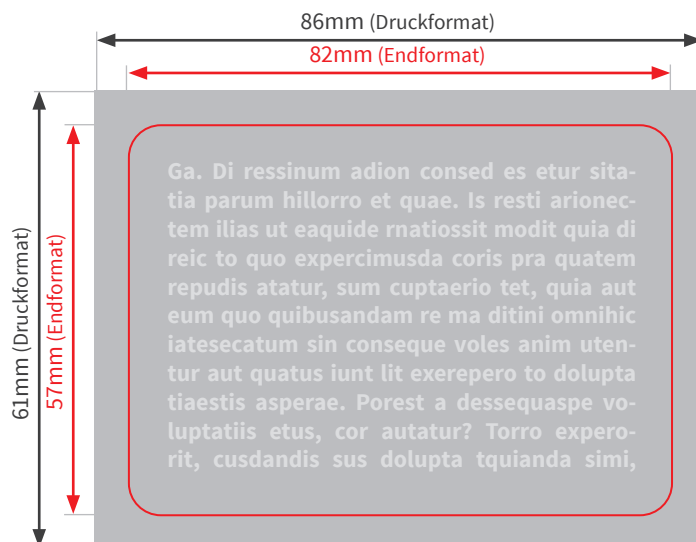 86mm (Druckformat)
82mm (Endformat)
61mm (Druckformat)
57mm (Endformat)
Ga. Di ressinum adion consed es etur sita-
tia parum hillorro et quae. Is resti arionec-
tem ilias ut eaquide rnatiossit modit quia di
reic to quo expercimusda coris pra quatem
repudis atatur, sum cuptaerio tet, quia aut
eum quo quibusandam re ma ditini omnihic
iatesecatum sin conseque voles anim uten-
tur aut quatus iunt lit exerepero to dolupta
tiaestis asperae. Porest a dessequaspe vo-
luptatiis etus, cor autatur? Torro expero-
rit, cusdandis sus dolupta tquianda simi,